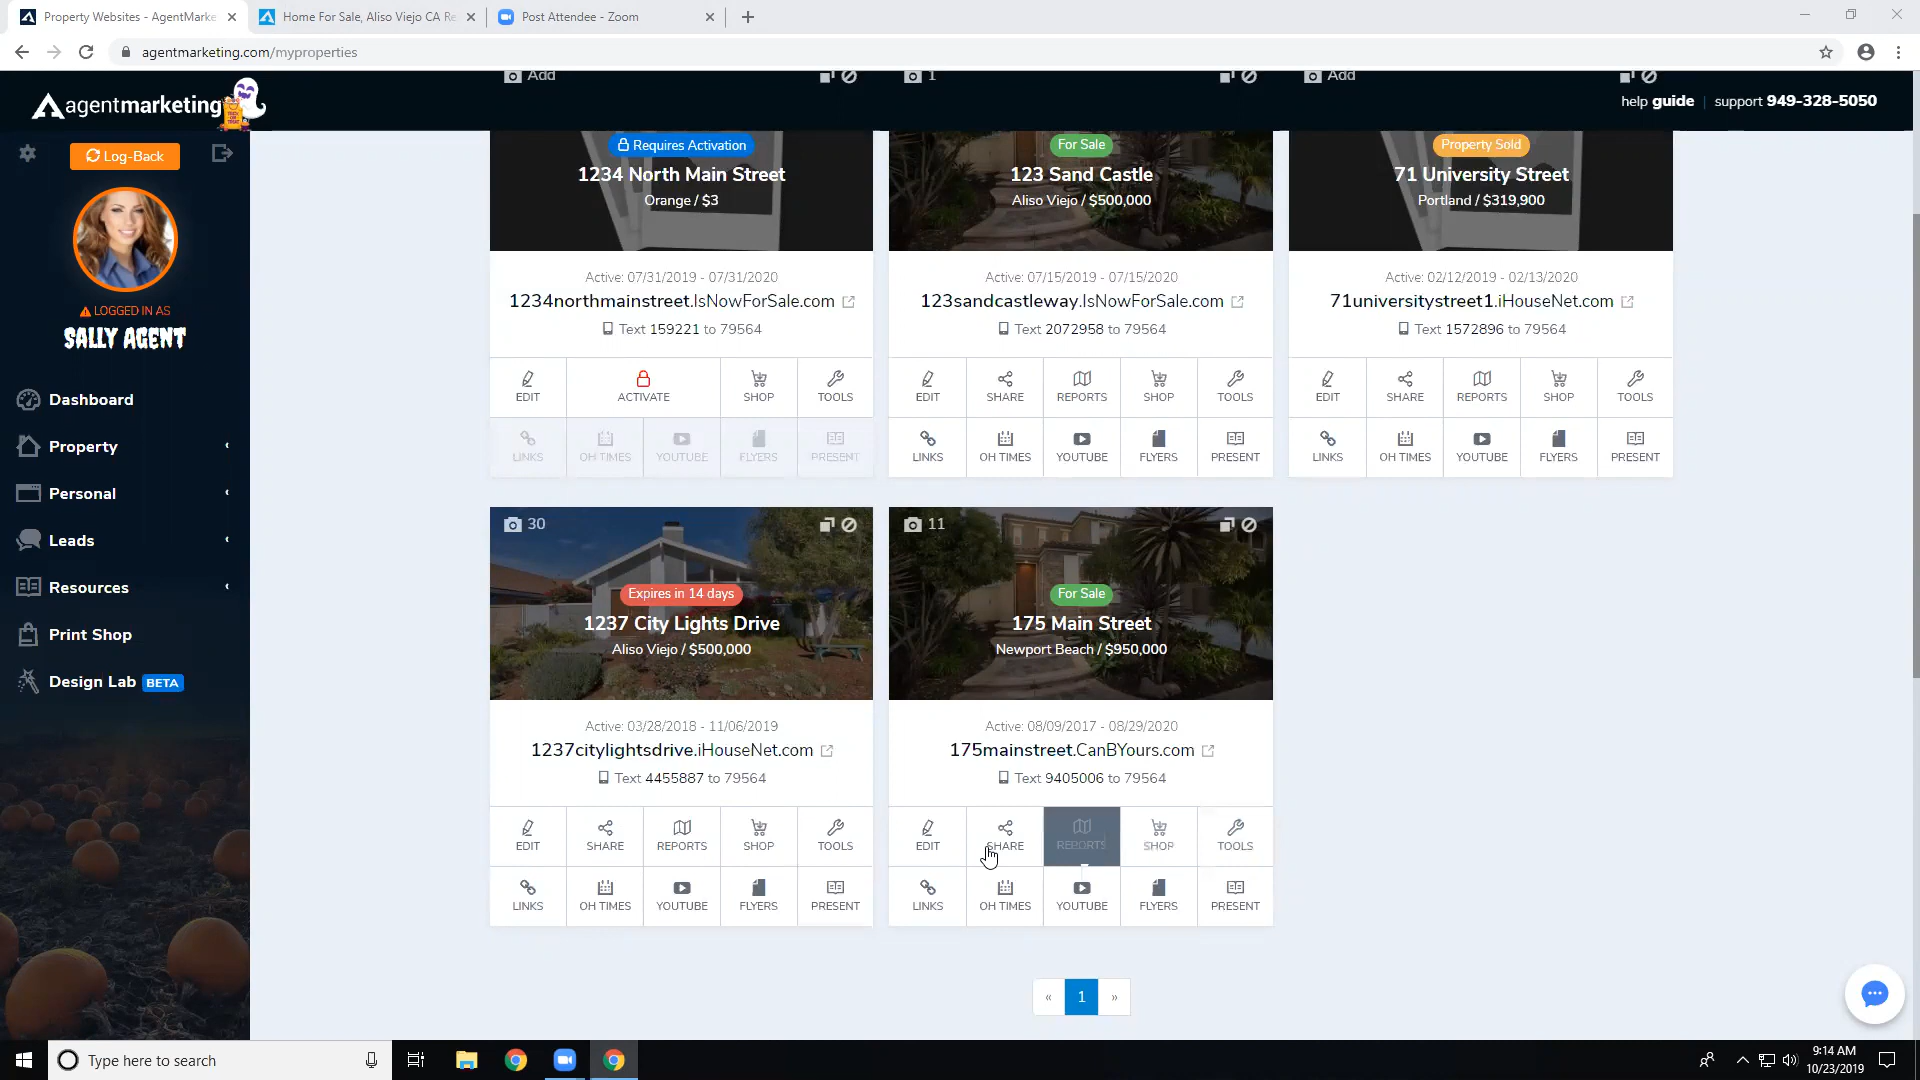 Property Websites - AgentMarke
Home For Sale, Aliso Viejo CA Re
Post Attendee - Zoom
agentmarketing.com/myproperties
Add
1
Add
agentmarketing
help guide | support 949-328-5050
Log-Back
LOGGED IN AS
SALLY AGENT
Dashboard
Property
Personal
Leads
Resources
Print Shop
Design Lab BETA
Requires Activation
1234 North Main Street
Orange / $3
Active: 07/31/2019 - 07/31/2020
1234northmainstreet.IsNowForSale.com
Text 159221 to 79564
EDIT ACTIVATE SHOP TOOLS
LINKS OH TIMES YOUTUBE FLYERS PRESENT
For Sale
123 Sand Castle
Aliso Viejo / $500,000
Active: 07/15/2019 - 07/15/2020
123sandcastleway.IsNowForSale.com
Text 2072958 to 79564
EDIT SHARE REPORTS SHOP TOOLS
LINKS OH TIMES YOUTUBE FLYERS PRESENT
Property Sold
71 University Street
Portland / $319,900
Active: 02/12/2019 - 02/13/2020
71universitystreet1.iHouseNet.com
Text 1572896 to 79564
EDIT SHARE REPORTS SHOP TOOLS
LINKS OH TIMES YOUTUBE FLYERS PRESENT
30
Expires in 14 days
1237 City Lights Drive
Aliso Viejo / $500,000
Active: 03/28/2018 - 11/06/2019
1237citylightsdrive.iHouseNet.com
Text 4455887 to 79564
EDIT SHARE REPORTS SHOP TOOLS
LINKS OH TIMES YOUTUBE FLYERS PRESENT
11
For Sale
175 Main Street
Newport Beach / $950,000
Active: 08/09/2017 - 08/29/2020
175mainstreet.CanBYours.com
Text 9405006 to 79564
EDIT SHARE REPORTS SHOP TOOLS
LINKS OH TIMES YOUTUBE FLYERS PRESENT
« 1 »
Type here to search
9:14 AM
10/23/2019